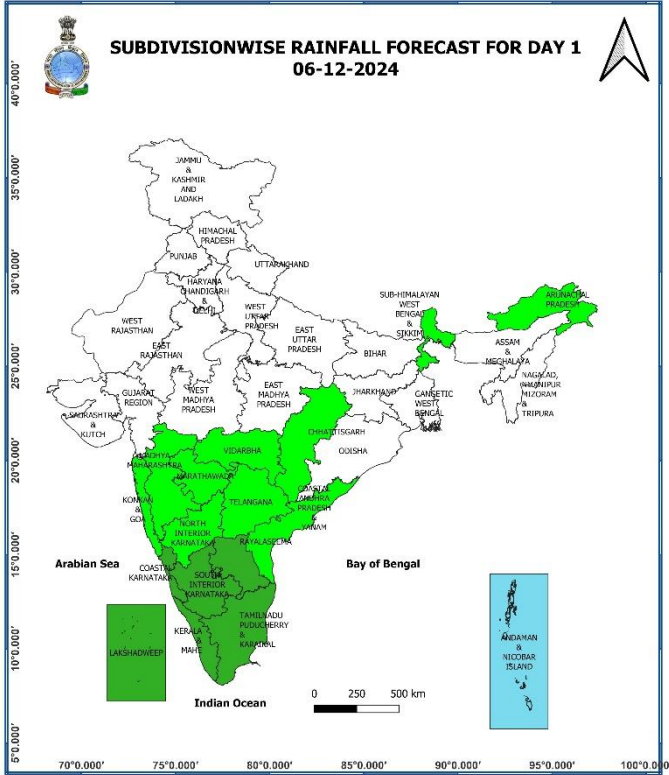 SUBDIVISIONWISE RAINFALL FORECAST FOR DAY 1
06-12-2024
40°0.000'
35°0.000'
30°0.000'
25°0.000'
20°0.000'
15°0.000'
10°0.000'
5°0.000'
JAMMU
&
KASHMIR
AND
LADAKH
HIMACHAL
PRADESH
PUNJAB
UTTARAKHAND
HARYANA
CHANDIGARH
&
DELHI
WEST
RAJASTHAN
EAST
RAJASTHAN
WEST
UTTAR
PRADESH
EAST
UTTAR
PRADESH
SUB-HIMALAYAN
WEST
BENGAL
&
SIKKIM
ARUNACHAL
PRADESH
ASSAM
&
MEGHALAYA
NAGALAD,
MANIPUR
MIZORAM
&
TRIPURA
BIHAR
JHARKHAND
GANGETIC
WEST
BENGAL
SAURASHTRA
&
KUTCH
GUJARAT
REGION
WEST
MADHYA
PRADESH
EAST
MADHYA
PRADESH
CHHATTISGARH
ODISHA
VIDARBHA
MADHYA
MAHARASHTRA
MARATHAWADA
KONKAN
&
GOA
TELANGANA
COASTAL
ANDHRA
PRADESH
&
YANAM
NORTH
INTERIOR
KARNATAKA
RAYALASEEMA
COASTAL
KARNATAKA
SOUTH
INTERIOR
KARNATAKA
KERALA
&
MAHE
TAMILNADU
PUDUCHERRY
&
KARAIKAL
LAKSHADWEEP
ANDAMAN
&
NICOBAR
ISLAND
Arabian Sea
Bay of Bengal
Indian Ocean
0 250 500 km
70°0.000' 75°0.000' 80°0.000' 85°0.000' 90°0.000' 95°0.000' 100°0.000'